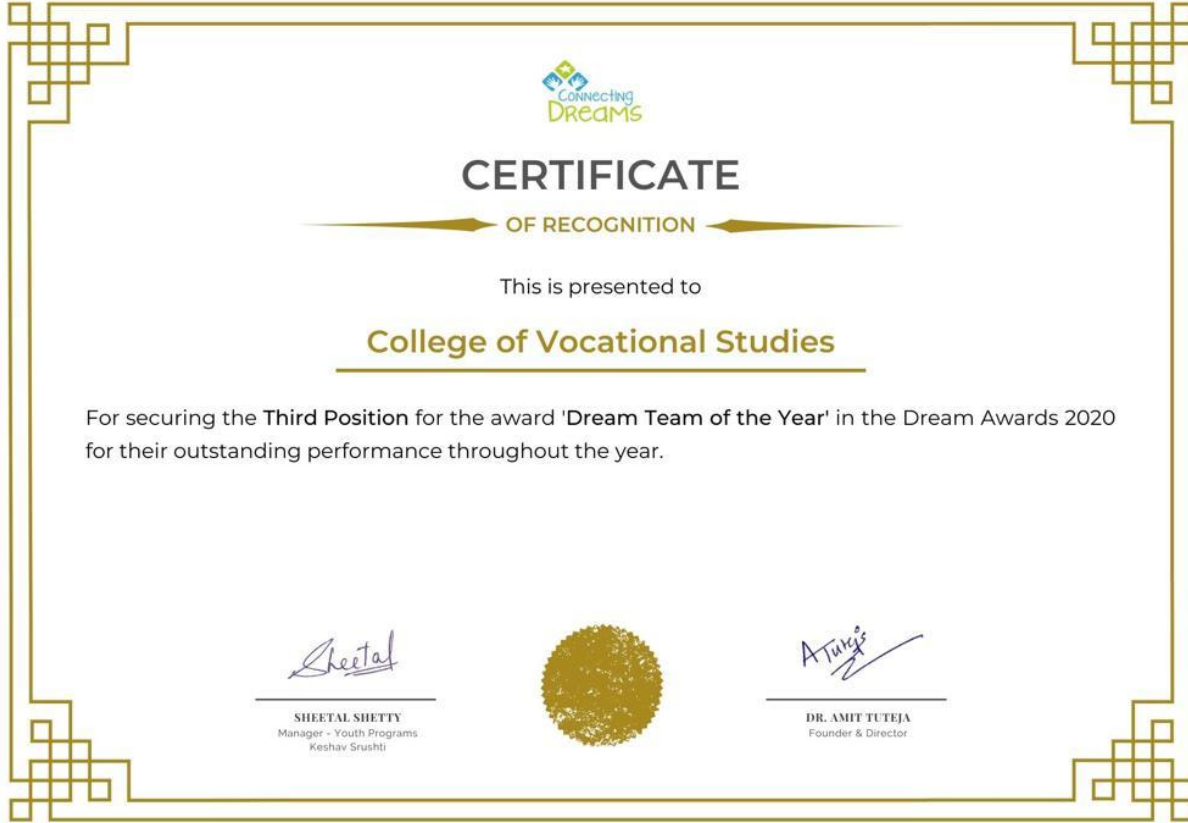 Connecting
Dreams
CERTIFICATE
OF RECOGNITION
This is presented to
College of Vocational Studies
For securing the Third Position for the award 'Dream Team of the Year' in the Dream Awards 2020
for their outstanding performance throughout the year.
Sheetal
A Tuteja
SHEETAL SHETTY
Manager - Youth Programs
Keshav Srushti
DR. AMIT TUTEJA
Founder & Director